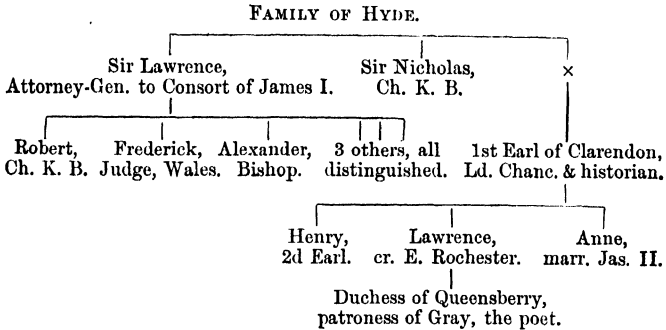 FAMILY OF HYDE.
Sir Lawrence, Sir Nicholas, ×
Attorney-Gen. to Consort of James I. Ch. K. B.
Robert, Frederick, Alexander, 3 others, all 1st Earl of Clarendon,
Ch. K. B. Judge, Wales. Bishop. distinguished. Ld. Chanc. & historian.
Henry, Lawrence, Anne,
2d Earl. cr. E. Rochester. marr. Jas. II.
Duchess of Queensberry,
patroness of Gray, the poet.